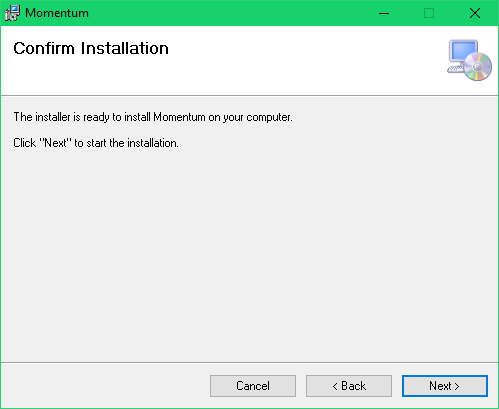 Momentum
Confirm Installation
The installer is ready to install Momentum on your computer.
Click "Next" to start the installation.
Cancel
< Back
Next >